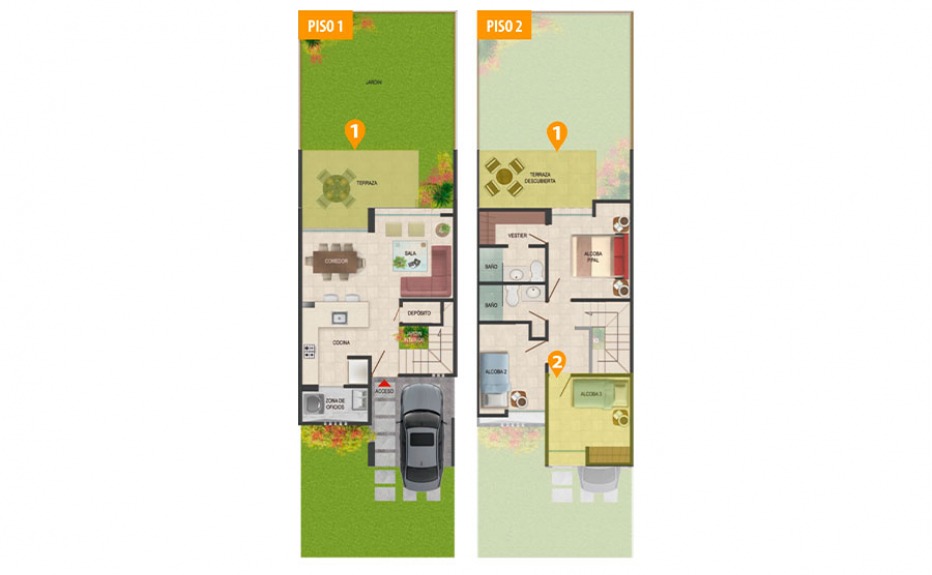 PISO 1
JARDIN
1
TERRAZA
COMEDOR
SALA
DEPÓSITO
COCINA
ACCESO
ZONA DE
OFICIOS
PISO 2
1
TERRAZA
DESCUBIERTA
VESTIER
BAÑO
ALCOBA
PPAL
BAÑO
2
ALCOBA 2
ALCOBA 3